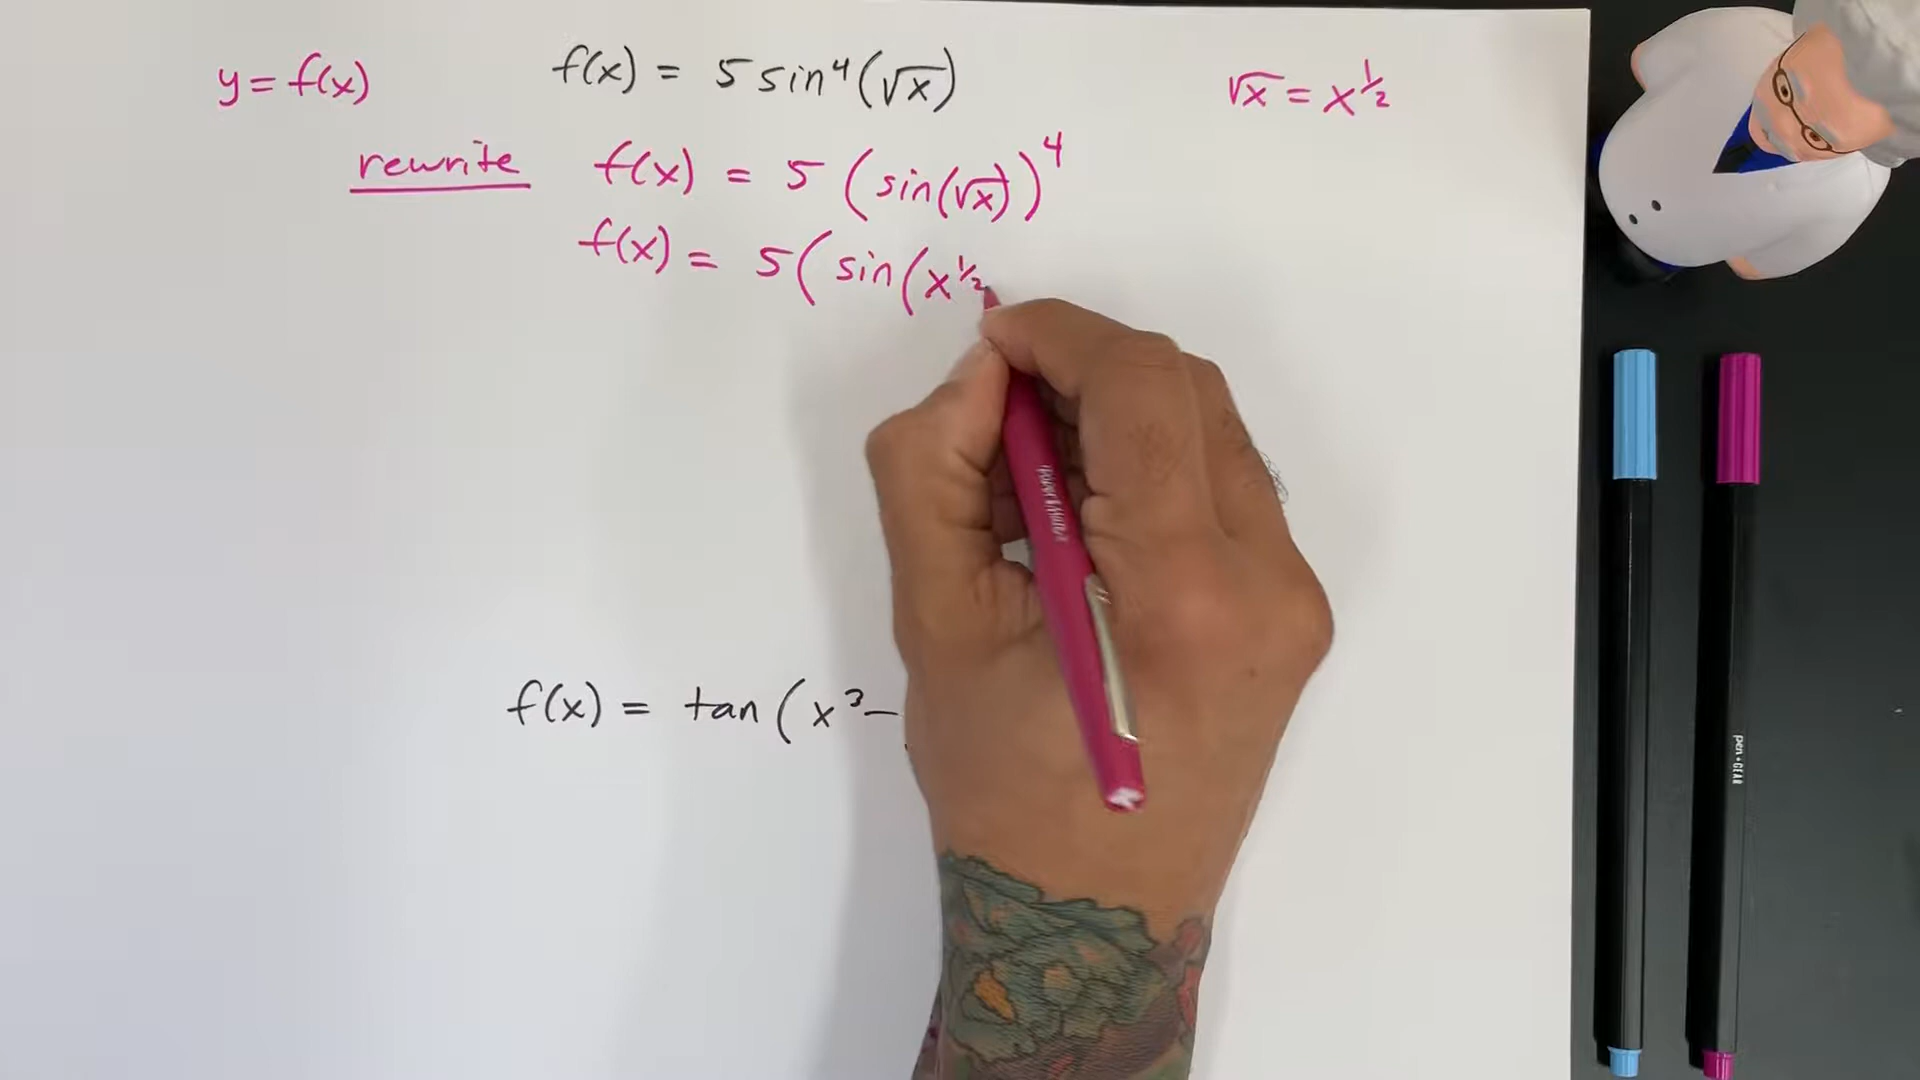 y = f(x)
f(x) = 5 sin⁴(√x)
√x = x^½
rewrite f(x) = 5 (sin(√x))⁴
f(x) = 5( sin(x^½
f(x) = tan (x³ –
pen+GEAR